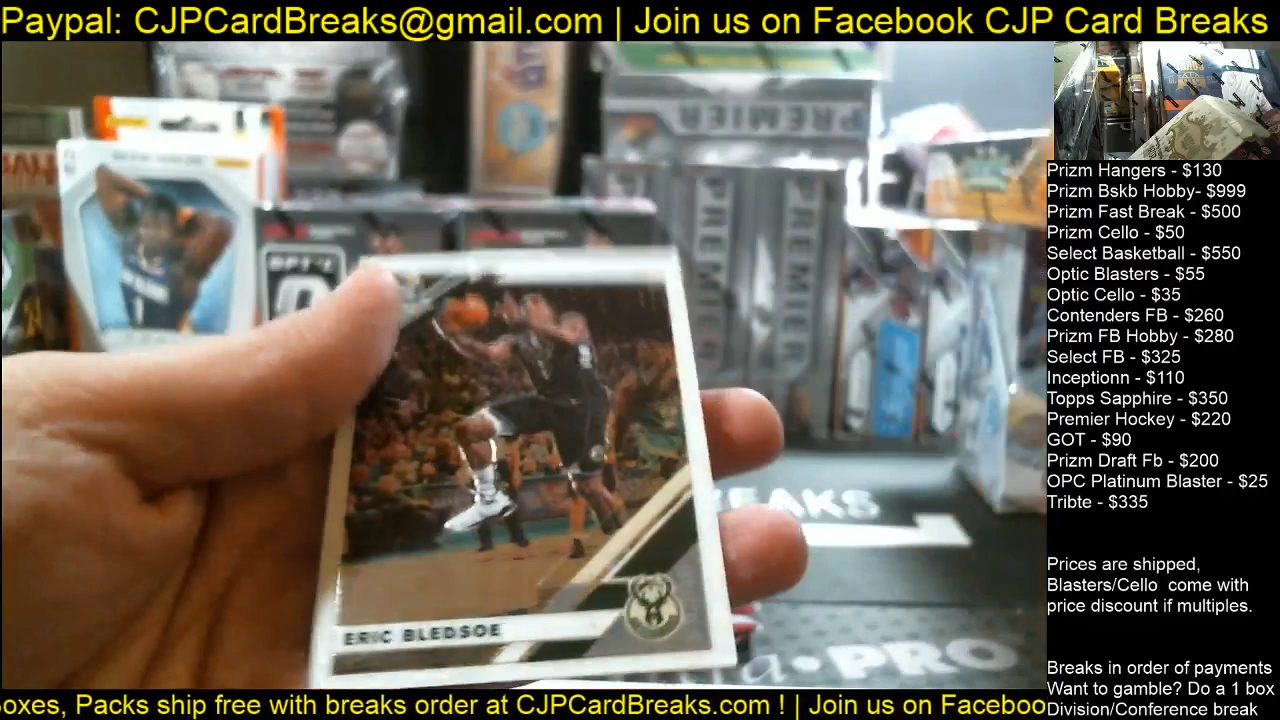 Paypal: CJPCardBreaks@gmail.com | Join us on Facebook CJP Card Breaks
PREMIER
PREMIER
PREMIER
Prizm Hangers - $130
Prizm Bskb Hobby- $999
Prizm Fast Break - $500
Prizm Cello - $50
Select Basketball - $550
Optic Blasters - $55
Optic Cello - $35
Contenders FB - $260
Prizm FB Hobby - $280
Select FB - $325
Inceptionn - $110
Topps Sapphire - $350
Premier Hockey - $220
GOT - $90
Prizm Draft Fb - $200
OPC Platinum Blaster - $25
Tribte - $335
Prices are shipped,
Blasters/Cello come with
price discount if multiples.
Breaks in order of payments
Want to gamble? Do a 1 box
Division/Conference break
BREAKS
ERIC BLEDSOE
PRO
oxes, Packs ship free with breaks order at CJPCardBreaks.com ! | Join us on Faceboo